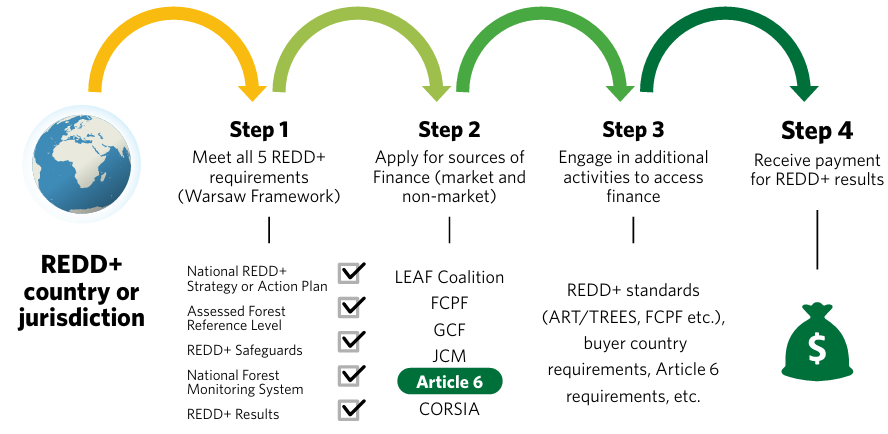 REDD+
country or
jurisdiction
Step 1
Meet all 5 REDD+
requirements
(Warsaw Framework)
National REDD+
Strategy or Action Plan
Assessed Forest
Reference Level
REDD+ Safeguards
National Forest
Monitoring System
REDD+ Results
Step 2
Apply for sources of
Finance (market and
non-market)
LEAF Coalition
FCPF
GCF
JCM
Article 6
CORSIA
Step 3
Engage in additional
activities to access
finance
REDD+ standards
(ART/TREES, FCPF etc.),
buyer country
requirements, Article 6
requirements, etc.
Step 4
Receive payment
for REDD+ results
$